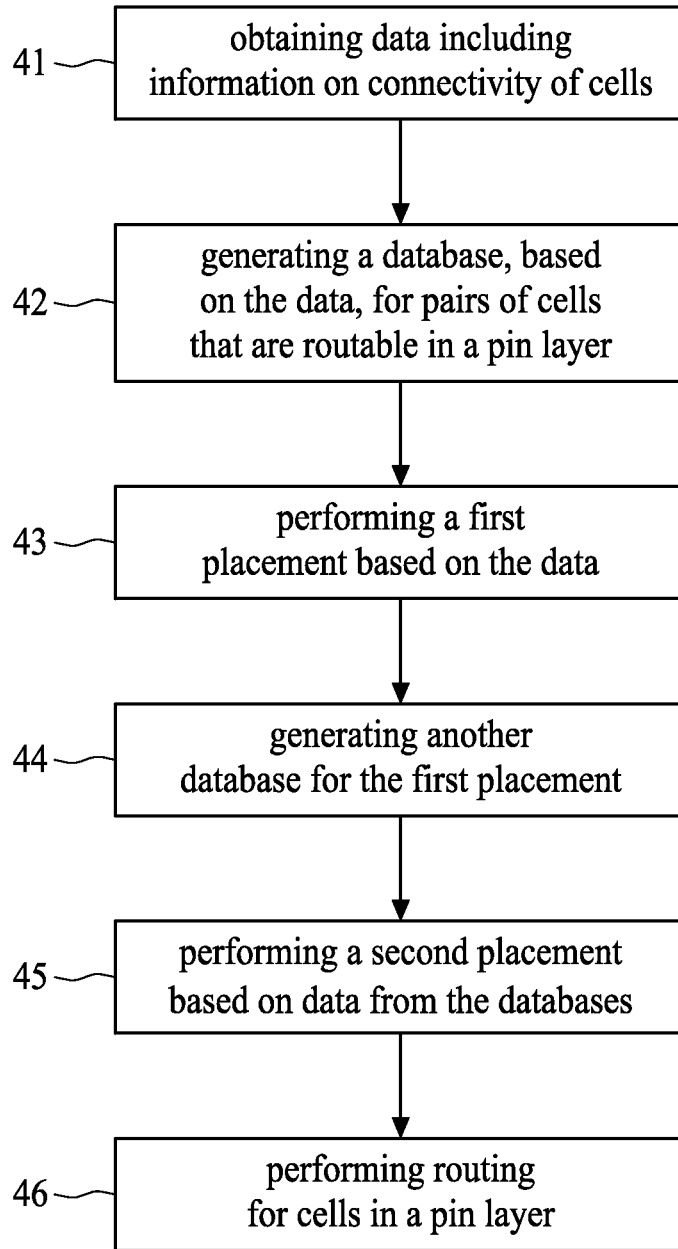 41
obtaining data including
information on connectivity of cells
42
generating a database, based
on the data, for pairs of cells
that are routable in a pin layer
43
performing a first
placement based on the data
44
generating another
database for the first placement
45
performing a second placement
based on data from the databases
46
performing routing
for cells in a pin layer